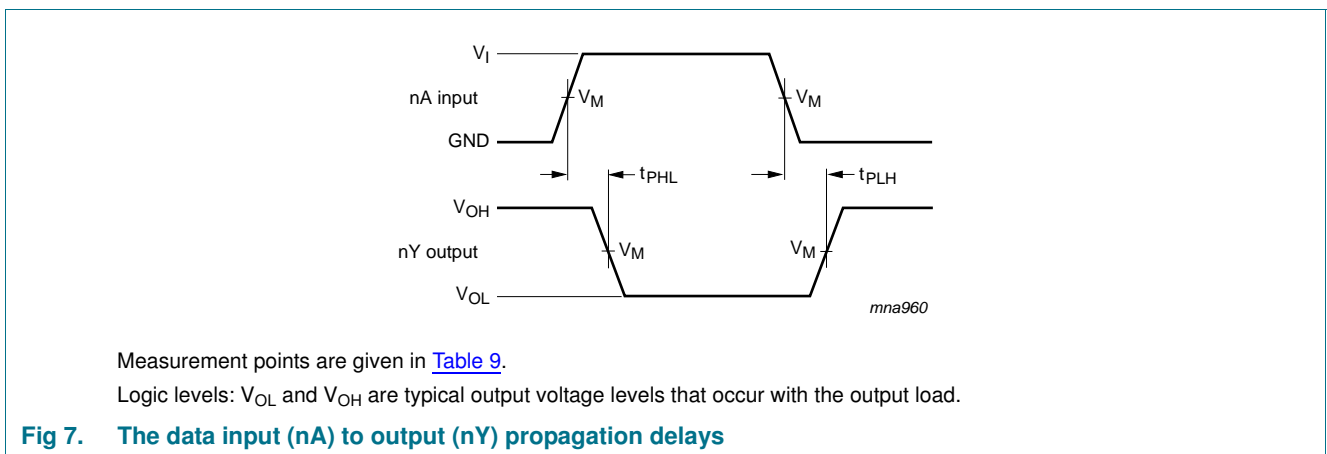 VI
nA input
VM
VM
GND
tPHL
tPLH
VOH
nY output
VM
VM
VOL
mna960
Measurement points are given in Table 9.
Logic levels: VOL and VOH are typical output voltage levels that occur with the output load.
Fig 7. The data input (nA) to output (nY) propagation delays